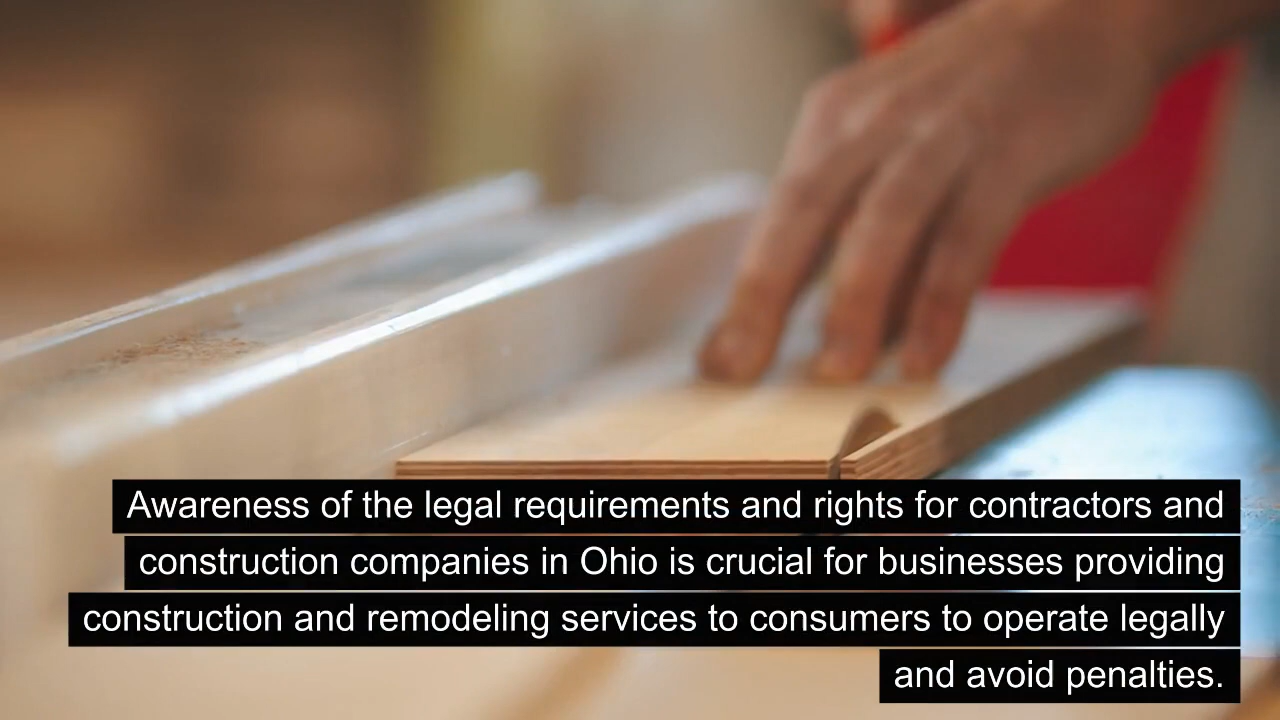 Awareness of the legal requirements and rights for contractors and
construction companies in Ohio is crucial for businesses providing
construction and remodeling services to consumers to operate legally
and avoid penalties.